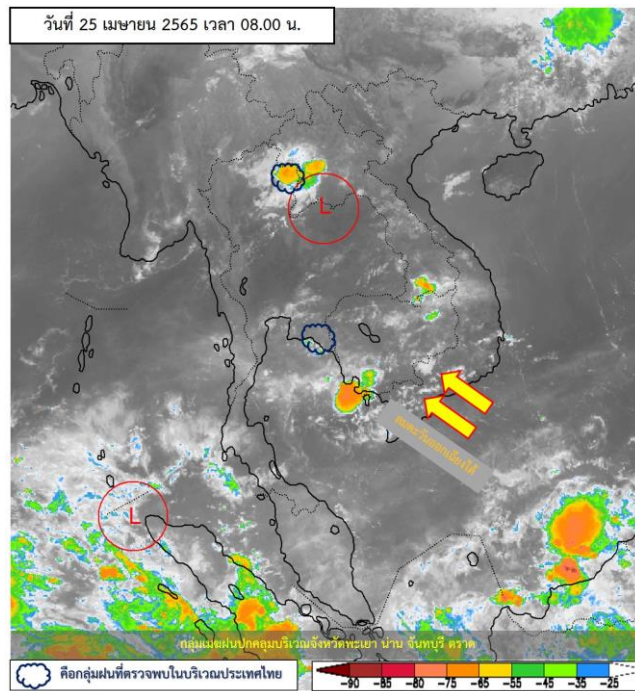 วันที่ 25 เมษายน 2565 เวลา 08.00 น.
L
ลมตะวันออกเฉียงใต้
L
กลุ่มเมฆฝนปกคลุมบริเวณจังหวัดพะเยา น่าน จันทบุรี ตราด
คือกลุ่มฝนที่ตรวจพบในบริเวณประเทศไทย
-90 -85 -80 -75 -65 -55 -45 -35 -25